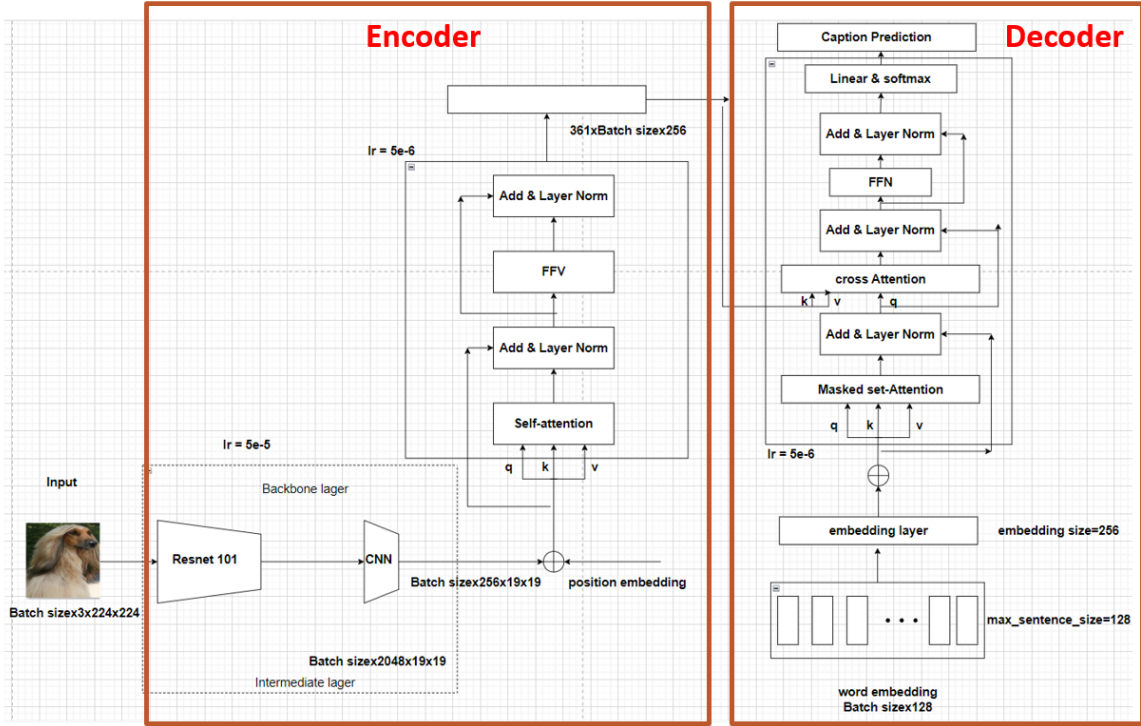 Encoder
361xBatch sizex256
lr = 5e-6
Add & Layer Norm
FFV
Add & Layer Norm
Self-attention
q k v
lr = 5e-5
Input
Backbone lager
Resnet 101
CNN
Batch sizex256x19x19
position embedding
Batch sizex3x224x224
Batch sizex2048x19x19
Intermediate lager
Decoder
Caption Prediction
Linear & softmax
Add & Layer Norm
FFN
Add & Layer Norm
cross Attention
k v q
Add & Layer Norm
Masked set-Attention
q k v
lr = 5e-6
embedding layer
embedding size=256
max_sentence_size=128
word embedding
Batch sizex128